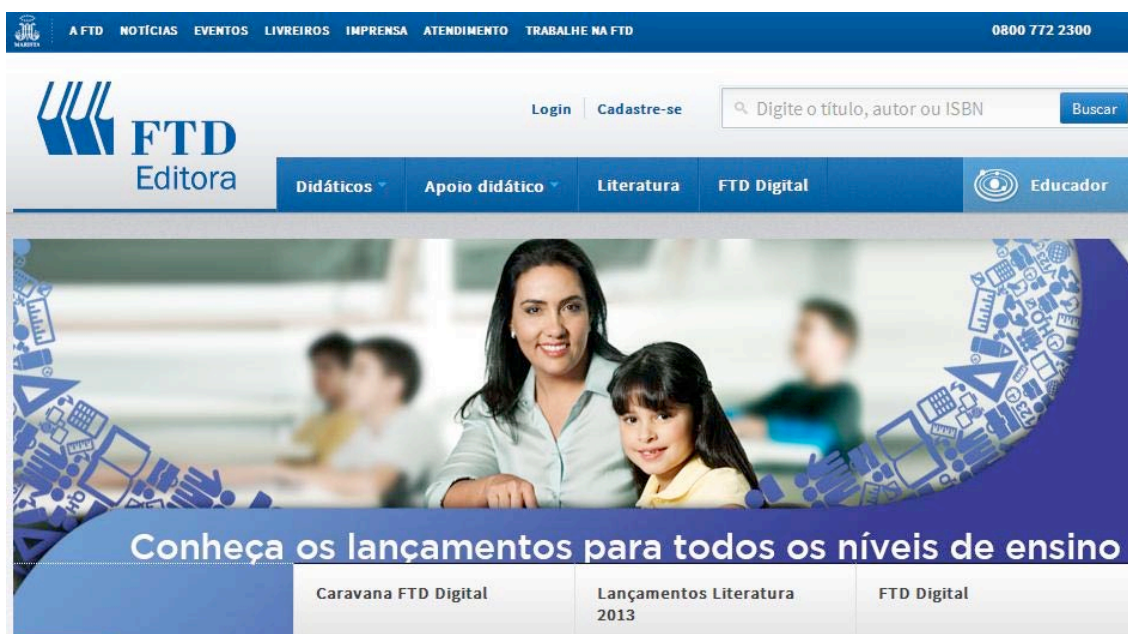 MARISTA
A FTD NOTÍCIAS EVENTOS LIVREIROS IMPRENSA ATENDIMENTO TRABALHE NA FTD 0800 772 2300
Login Cadastre-se Digite o título, autor ou ISBN Buscar
FTD
Editora
Didáticos Apoio didático Literatura FTD Digital Educador
Conheça os lançamentos para todos os níveis de ensino
Caravana FTD Digital Lançamentos Literatura FTD Digital
2013